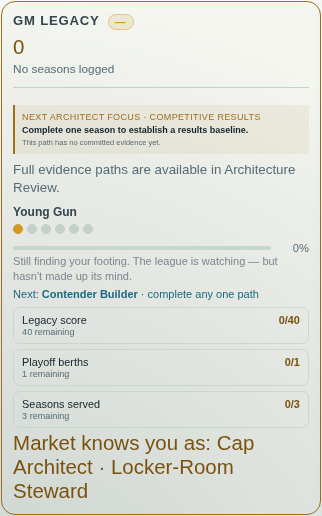 GM LEGACY —
0
No seasons logged
NEXT ARCHITECT FOCUS · COMPETITIVE RESULTS
Complete one season to establish a results baseline.
This path has no committed evidence yet.
Full evidence paths are available in Architecture
Review.
Young Gun
0%
Still finding your footing. The league is watching — but
hasn't made up its mind.
Next: Contender Builder · complete any one path
Legacy score 0/40
40 remaining
Playoff berths 0/1
1 remaining
Seasons served 0/3
3 remaining
Market knows you as: Cap
Architect · Locker-Room
Steward